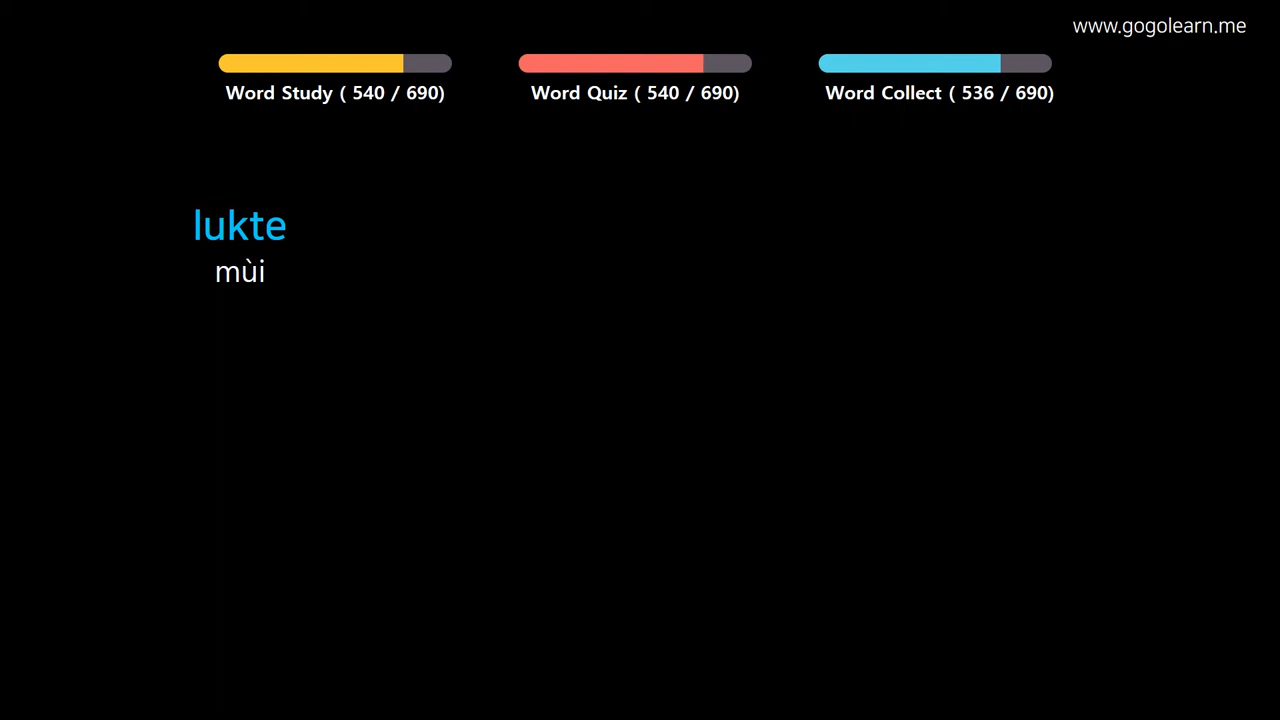 www.gogolearn.me
Word Study ( 540 / 690)
Word Quiz ( 540 / 690)
Word Collect ( 536 / 690)
lukte
mùi